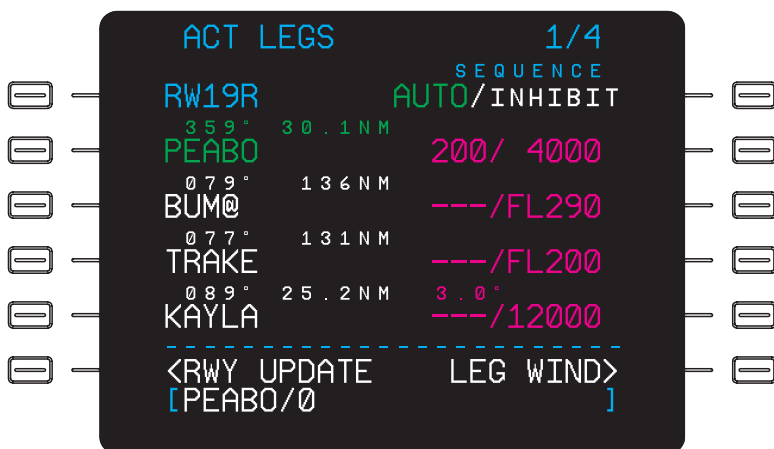 ACT LEGS 1/4
SEQUENCE
RW19R AUTO/INHIBIT
359° 30.1NM
PEABO 200/ 4000
079° 136NM
BUM@ ---/FL290
077° 131NM
TRAKE ---/FL200
089° 25.2NM 3.0°
KAYLA ---/12000
--------------------------------
<RWY UPDATE LEG WIND>
[PEABO/0 ]